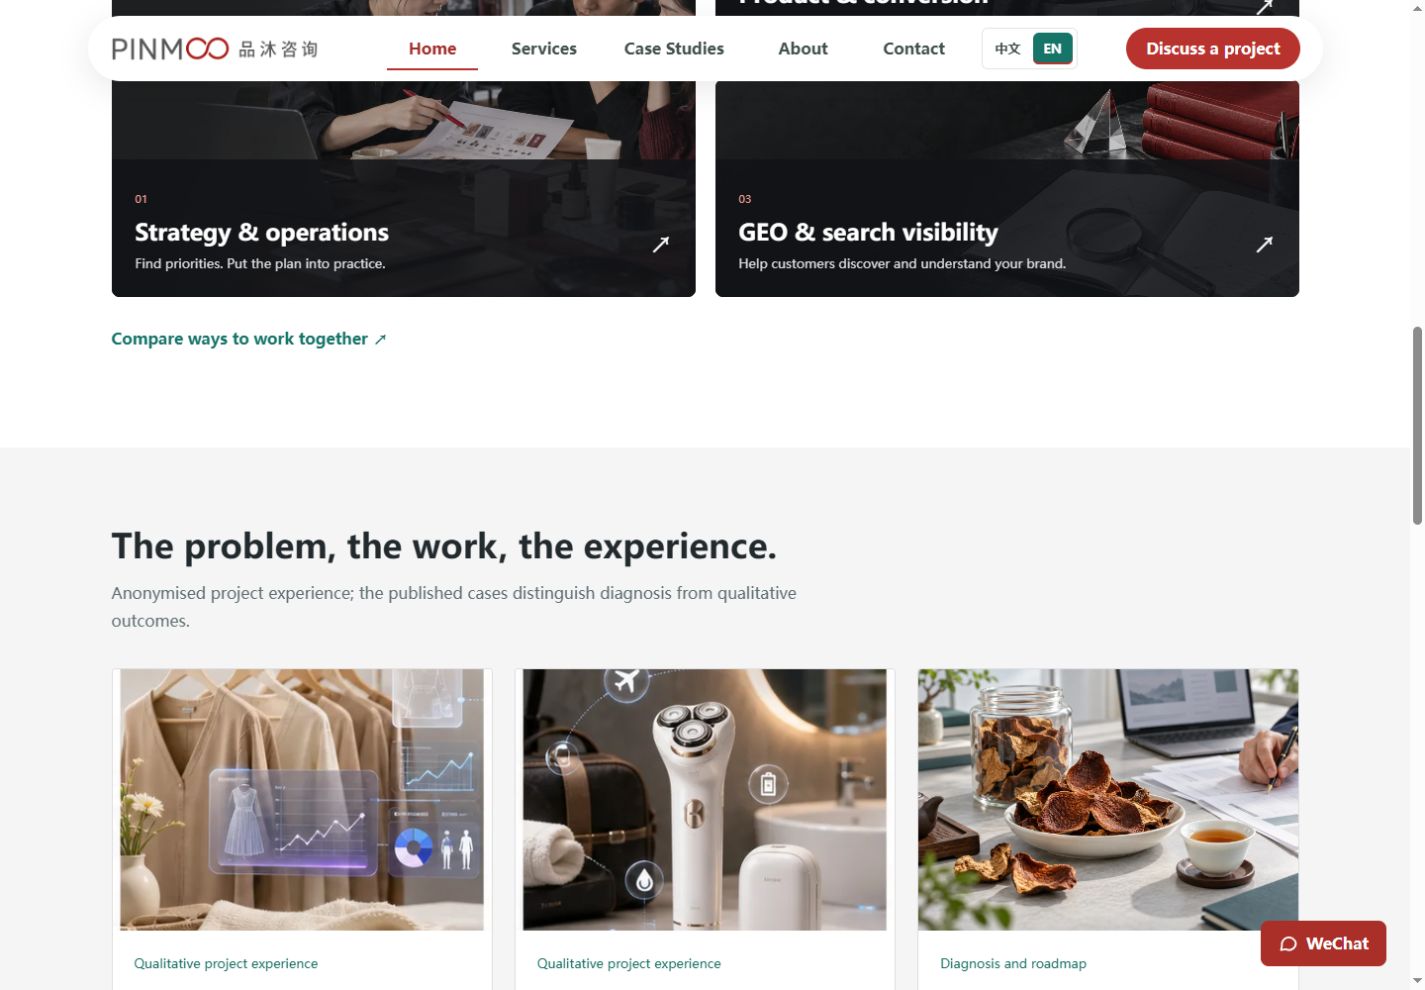 Product & conversion
PINMOO 品沐咨询
Home
Services
Case Studies
About
Contact
中文
EN
Discuss a project
01
Strategy & operations
Find priorities. Put the plan into practice.
03
GEO & search visibility
Help customers discover and understand your brand.
Compare ways to work together ↗
The problem, the work, the experience.
Anonymised project experience; the published cases distinguish diagnosis from qualitative
outcomes.
Qualitative project experience
Qualitative project experience
Diagnosis and roadmap
WeChat